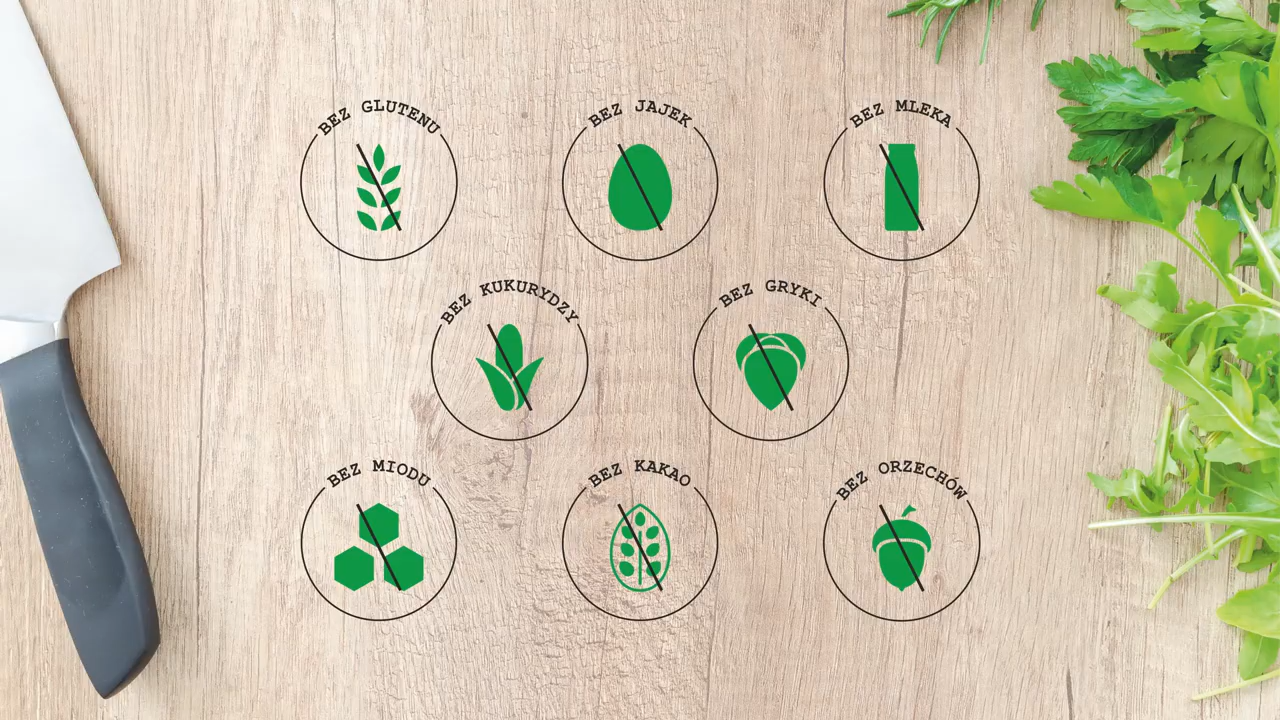 BEZ GLUTENU
BEZ JAJEK
BEZ MLEKA
BEZ KUKURYDZY
BEZ GRYKI
BEZ MIODU
BEZ KAKAO
BEZ ORZECHÓW